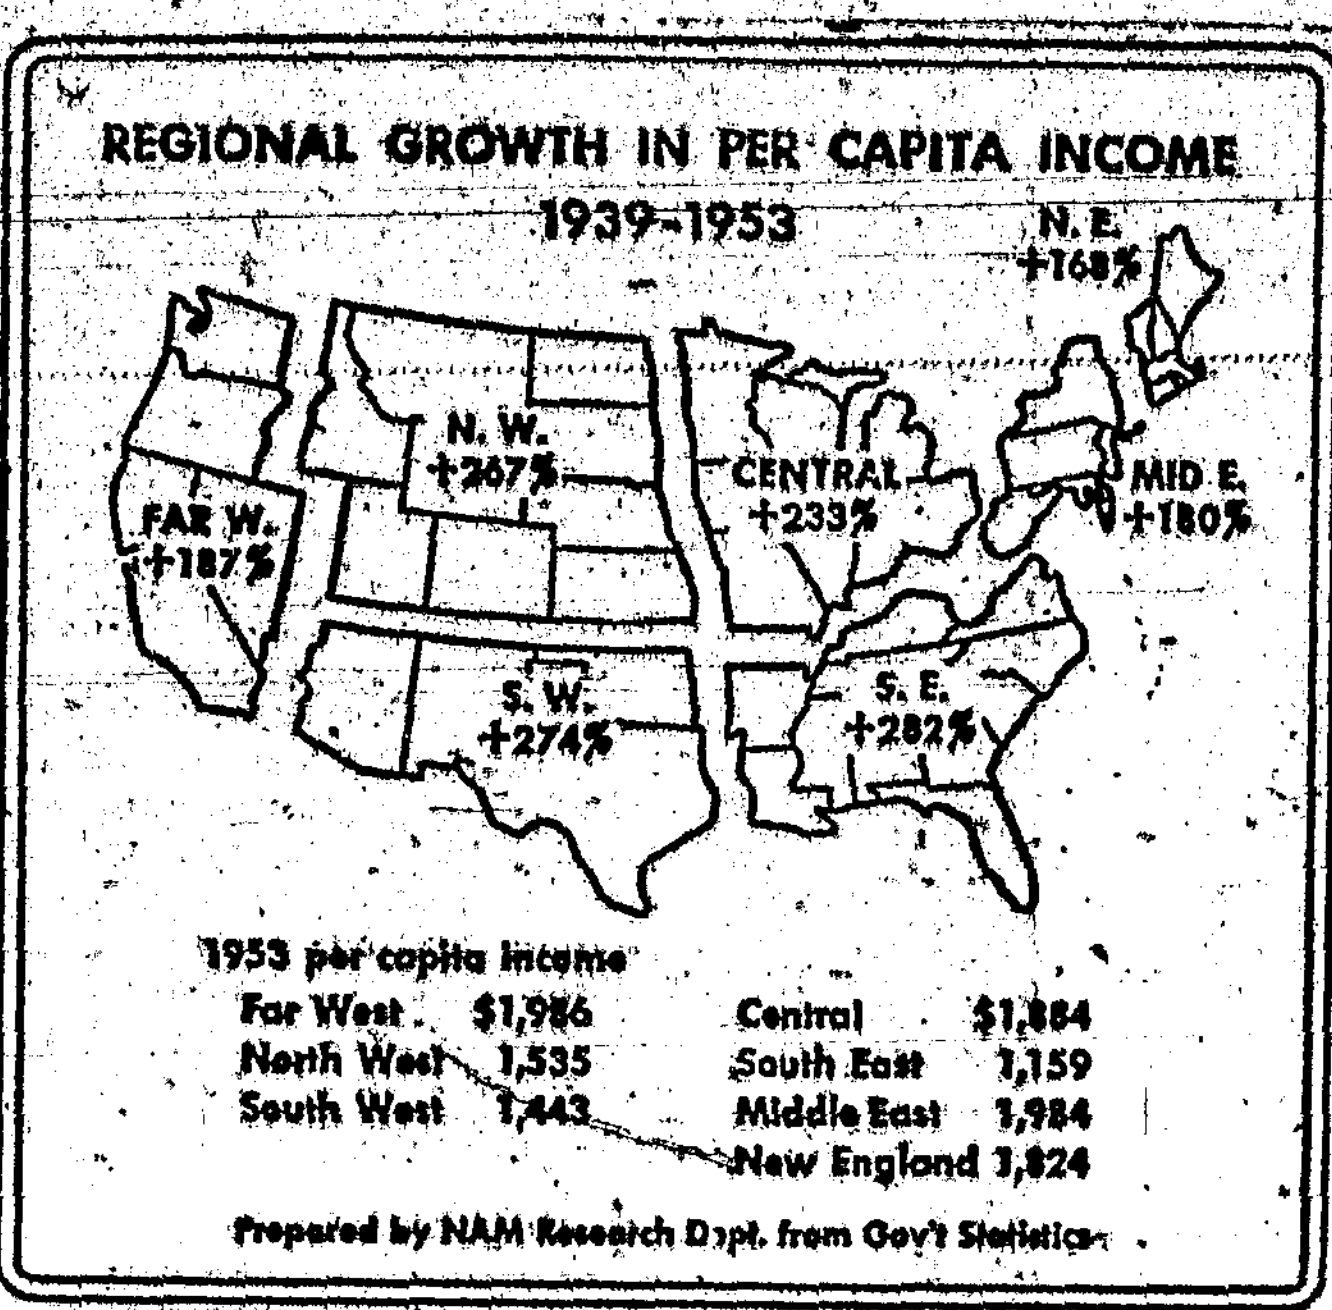 REGIONAL GROWTH IN PER CAPITA INCOME
1939-1953
N. E.
+168%
N. W.
+267%
CENTRAL
+233%
MID E.
+180%
FAR W.
+187%
S. W.
+274%
S. E.
+282%
1953 per capita income
Far West $1,986
North West 1,535
South West 1,443
Central $1,884
South East 1,159
Middle East 1,984
New England 1,824
Prepared by NAM Research Dept. from Gov't Statistics